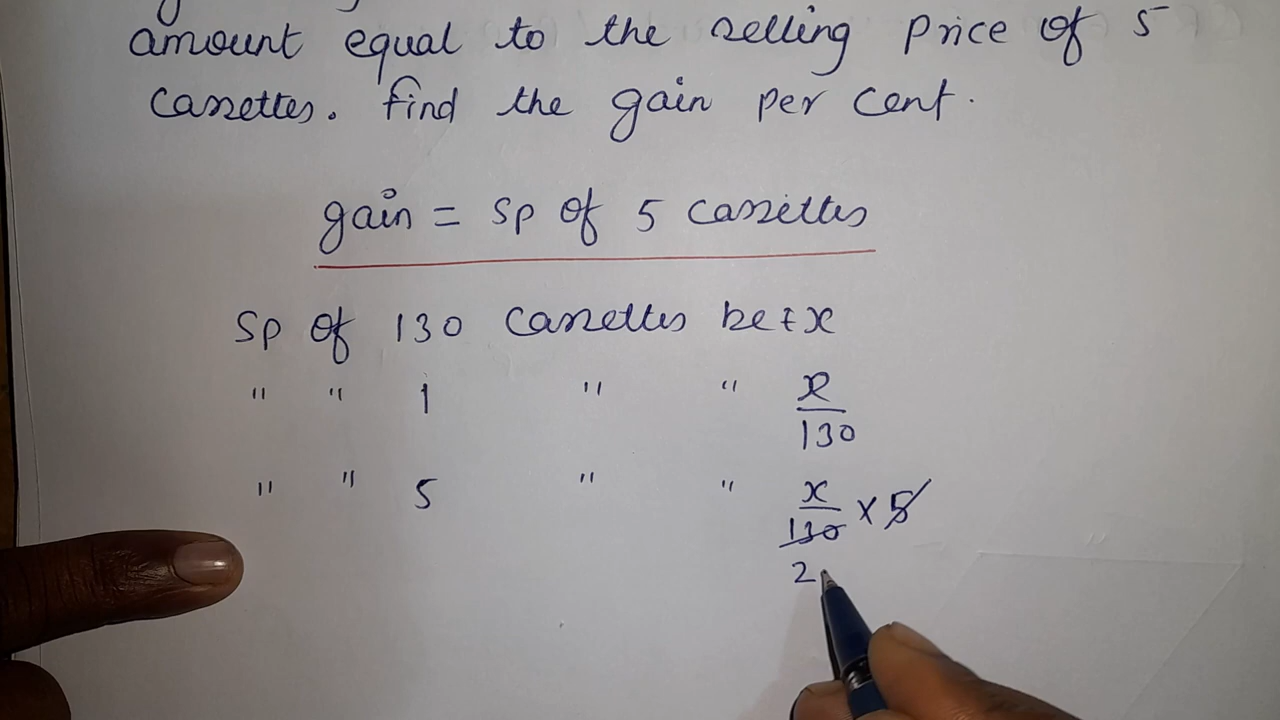 amount equal to the selling price of 5
cassettes. find the gain per cent.
gain = SP of 5 cassettes
SP of 130 cassettes be ₹ x
" " 1 " " x/130
" " 5 " " x/130 × 5
2